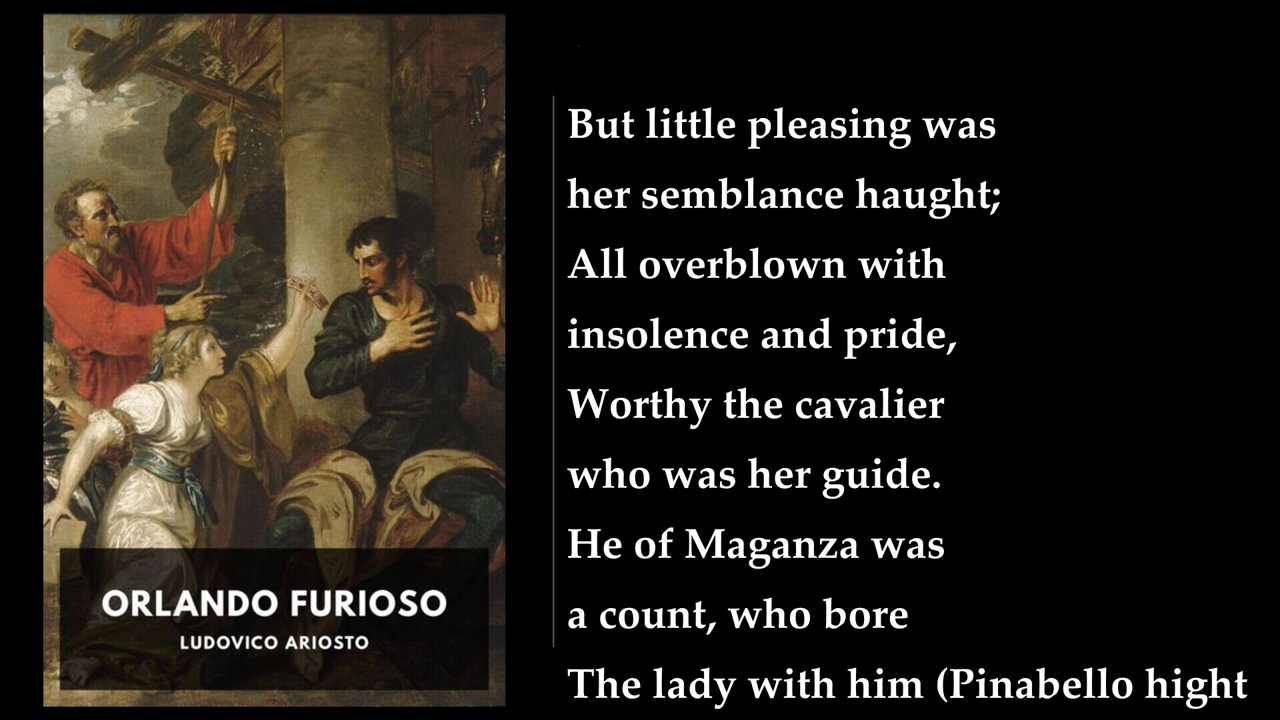 ORLANDO FURIOSO
LUDOVICO ARIOSTO
But little pleasing was
her semblance haught;
All overblown with
insolence and pride,
Worthy the cavalier
who was her guide.
He of Maganza was
a count, who bore
The lady with him (Pinabello hight